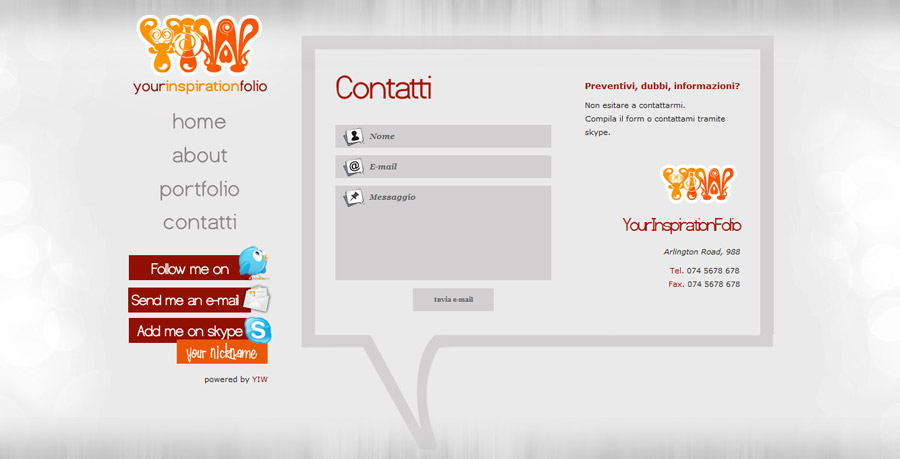 YIW
yourinspirationfolio
home
about
portfolio
contatti
Follow me on
Send me an e-mail
Add me on skype
your nickname
powered by YIW
Contatti
Nome
E-mail
Messaggio
Invia e-mail
Preventivi, dubbi, informazioni?
Non esitare a contattarmi.
Compila il form o contattami tramite
skype.
YIW
YourInspirationFolio
Arlington Road, 988
Tel. 074 5678 678
Fax. 074 5678 678